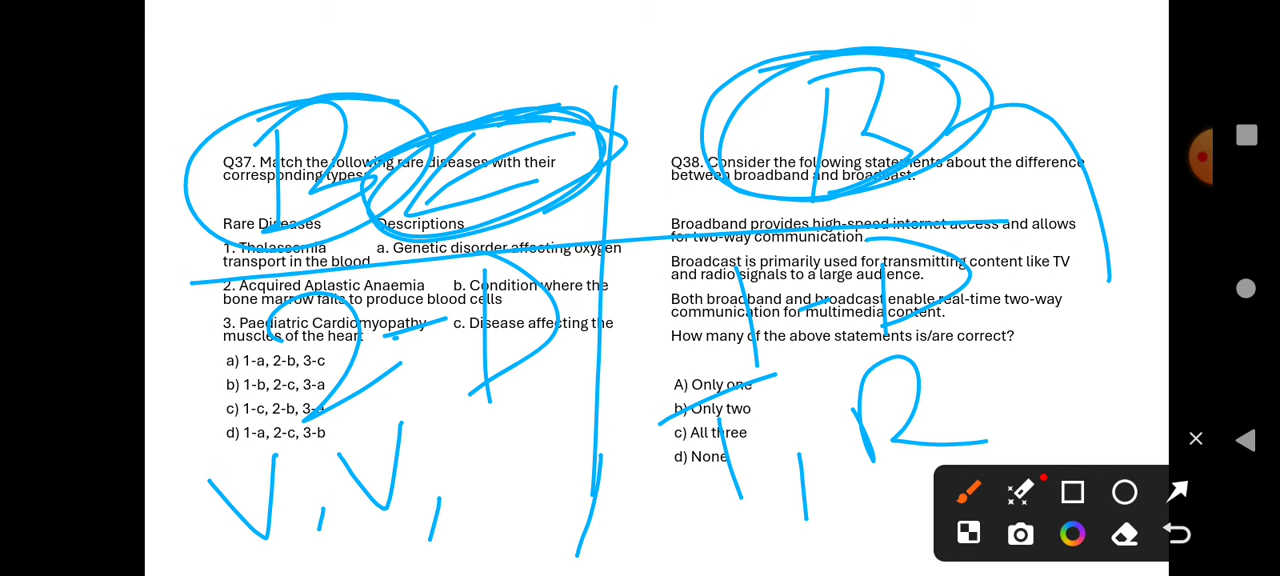 Q37. Match the following rare diseases with their
corresponding types:
Rare Diseases Descriptions
1. Thalassemia a. Genetic disorder affecting oxygen
transport in the blood
2. Acquired Aplastic Anaemia b. Condition where the
bone marrow fails to produce blood cells
3. Paediatric Cardiomyopathy c. Disease affecting the
muscles of the heart
a) 1-a, 2-b, 3-c
b) 1-b, 2-c, 3-a
c) 1-c, 2-b, 3-a
d) 1-a, 2-c, 3-b
B
2-D
V, V,
Q38. Consider the following statements about the difference
between broadband and broadcast.
Broadband provides high-speed internet access and allows
for two-way communication.
Broadcast is primarily used for transmitting content like TV
and radio signals to a large audience.
Both broadband and broadcast enable real-time two-way
communication for multimedia content.
How many of the above statements is/are correct?
A) Only one
b) Only two
c) All three
d) None
B
1-D
T, R